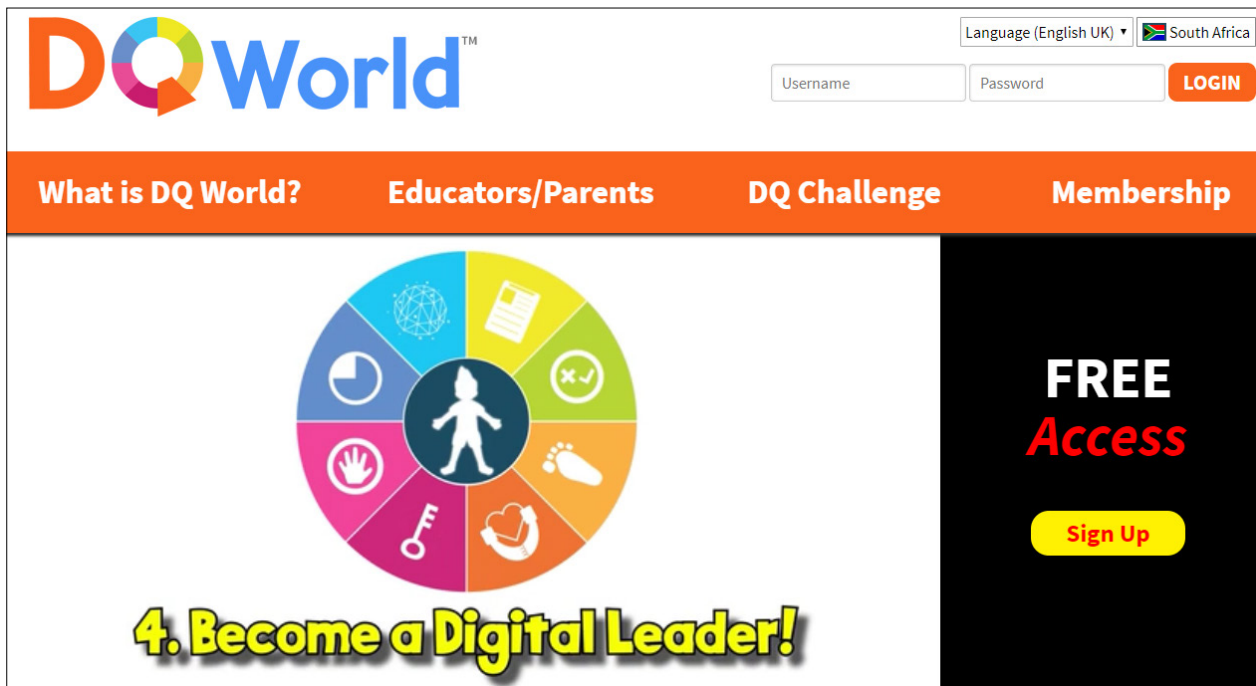 DQ World™
Language (English UK)
South Africa
Username
Password
LOGIN
What is DQ World?
Educators/Parents
DQ Challenge
Membership
FREE
Access
Sign Up
4. Become a Digital Leader!